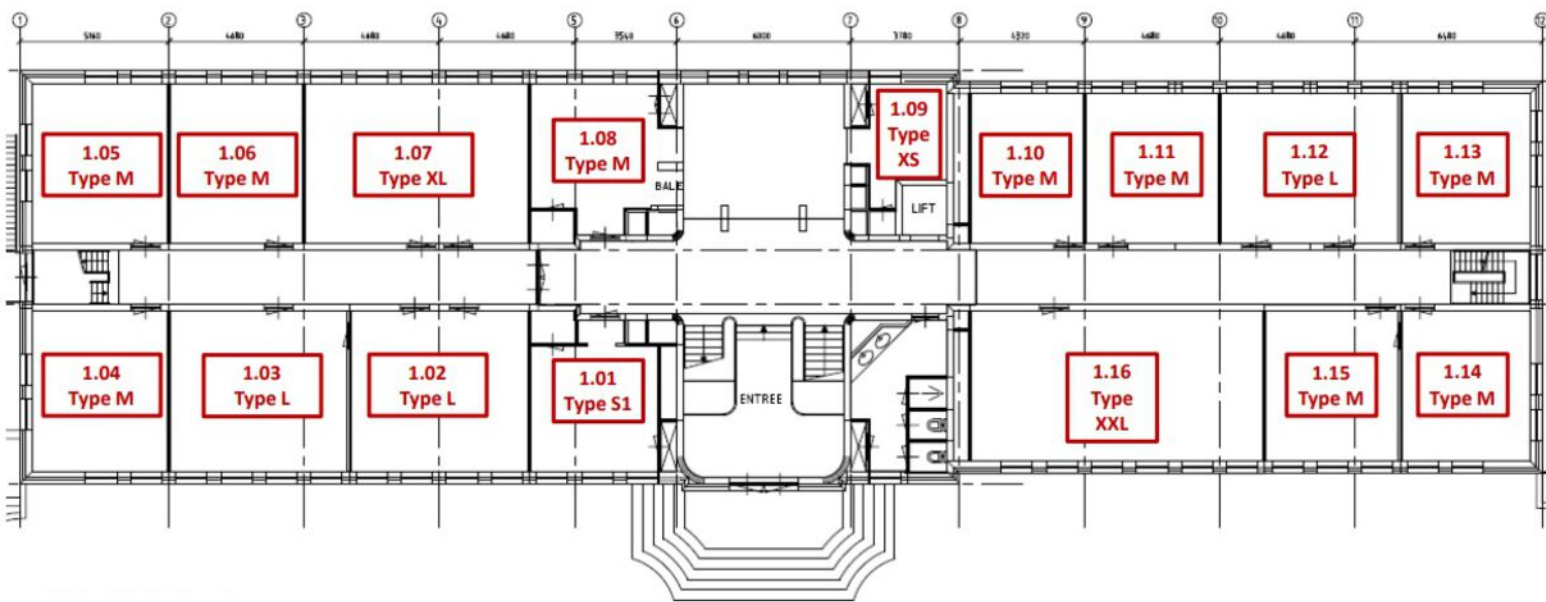 1 2 3 4 5 6 7 8 9 10 11 12
5160 4680 4680 4680 3540 6000 3780 4320 4680 4680 6480
1.05
Type M
1.06
Type M
1.07
Type XL
1.08
Type M
1.09
Type
XS
1.10
Type M
1.11
Type M
1.12
Type L
1.13
Type M
BALIE
LIFT
1.04
Type M
1.03
Type L
1.02
Type L
1.01
Type S1
ENTREE
1.16
Type
XXL
1.15
Type M
1.14
Type M